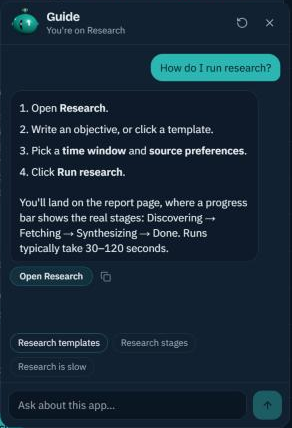 Guide
You're on Research
How do I run research?
1. Open Research.
2. Write an objective, or click a template.
3. Pick a time window and source preferences.
4. Click Run research.
You'll land on the report page, where a progress
bar shows the real stages: Discovering →
Fetching → Synthesizing → Done. Runs
typically take 30–120 seconds.
Open Research
Research templates
Research stages
Research is slow
Ask about this app...